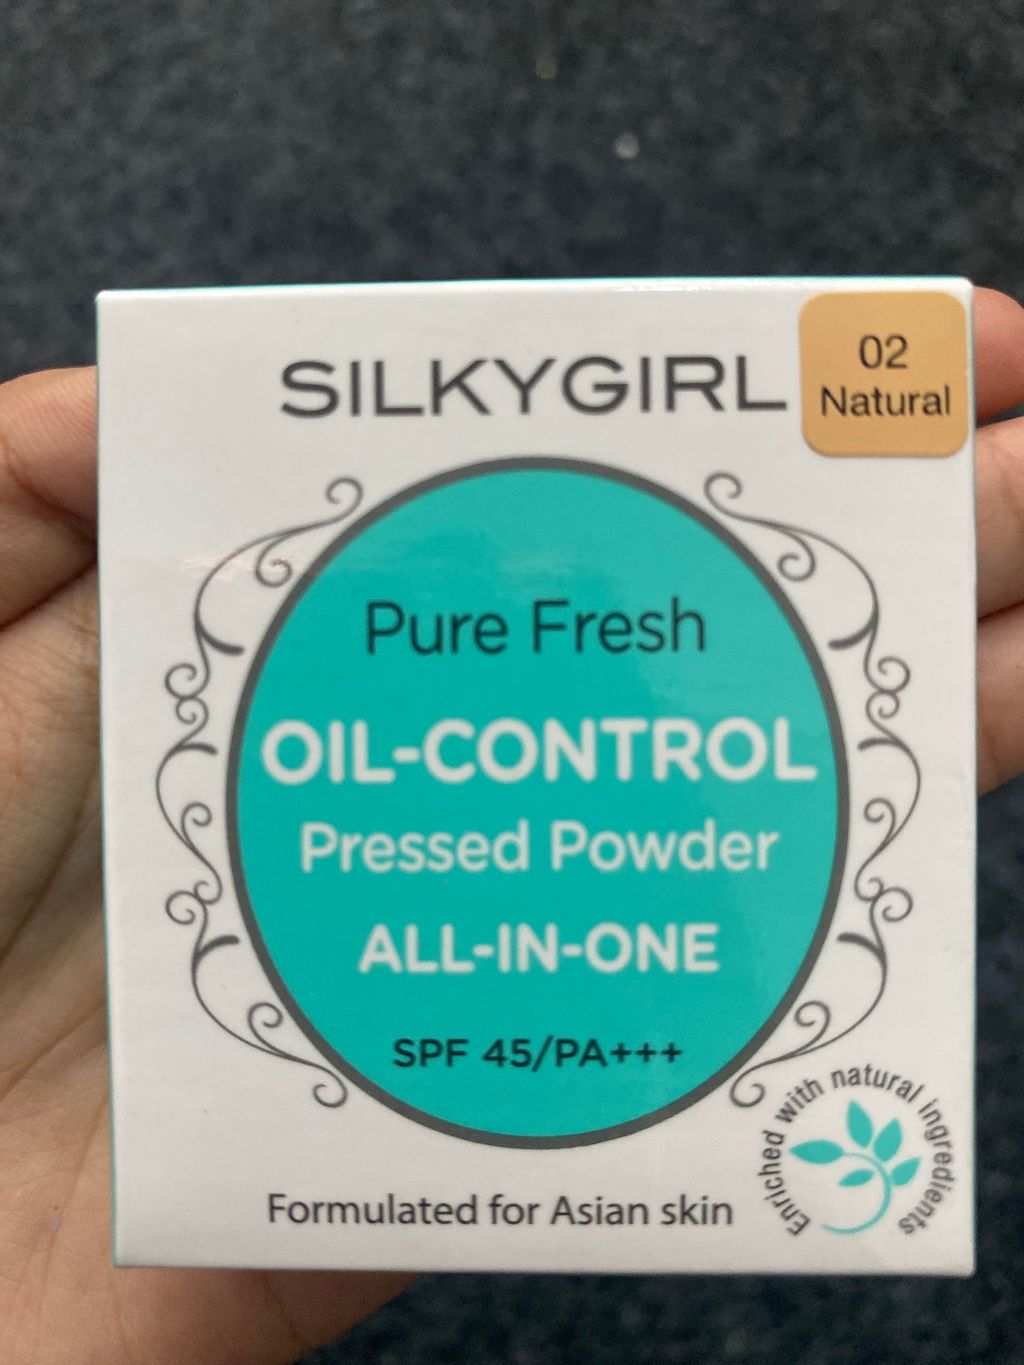 SILKYGIRL
02
Natural
Pure Fresh
OIL-CONTROL
Pressed Powder
ALL-IN-ONE
SPF 45/PA+++
Enriched with natural ingredients
Formulated for Asian skin